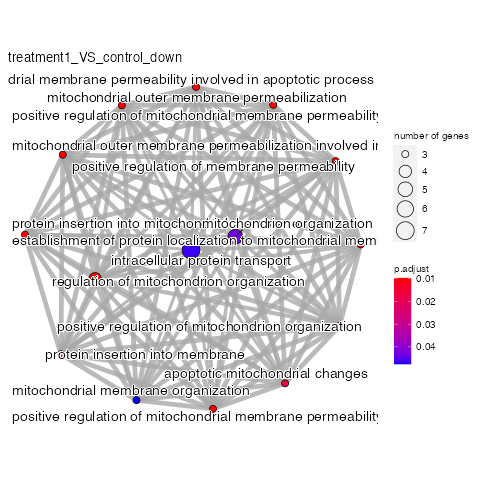 treatment1_VS_control_down
drial membrane permeability involved in apoptotic process
mitochondrial outer membrane permeabilization
positive regulation of mitochondrial membrane permeability
mitochondrial outer membrane permeabilization involved in
positive regulation of membrane permeability
protein insertion into mitochondrial
mitochondrion organization
establishment of protein localization to mitochondrial mem
intracellular protein transport
regulation of mitochondrion organization
positive regulation of mitochondrion organization
protein insertion into membrane
apoptotic mitochondrial changes
mitochondrial membrane organization
positive regulation of mitochondrial membrane permeability
number of genes
3
4
5
6
7
p.adjust
0.01
0.02
0.03
0.04